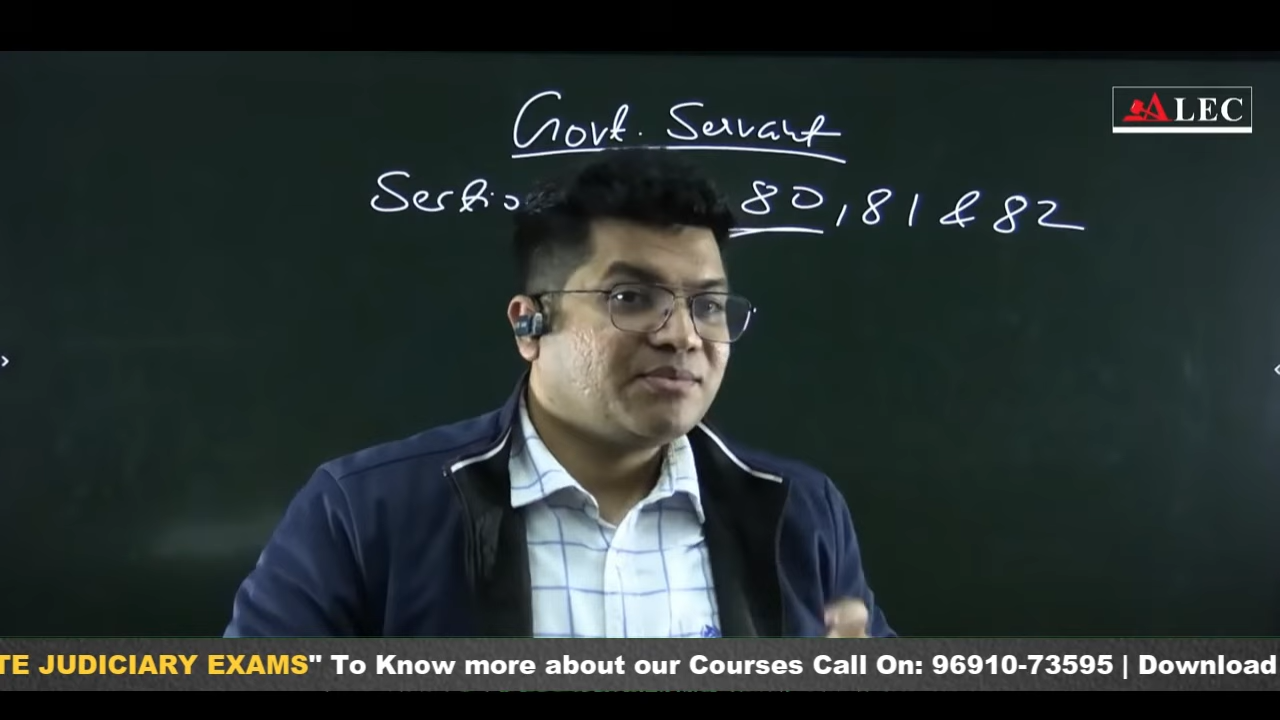 Govt. Servant
80, 81 & 82
ALEC
TE JUDICIARY EXAMS" To Know more about our Courses Call On: 96910-73595 | Download